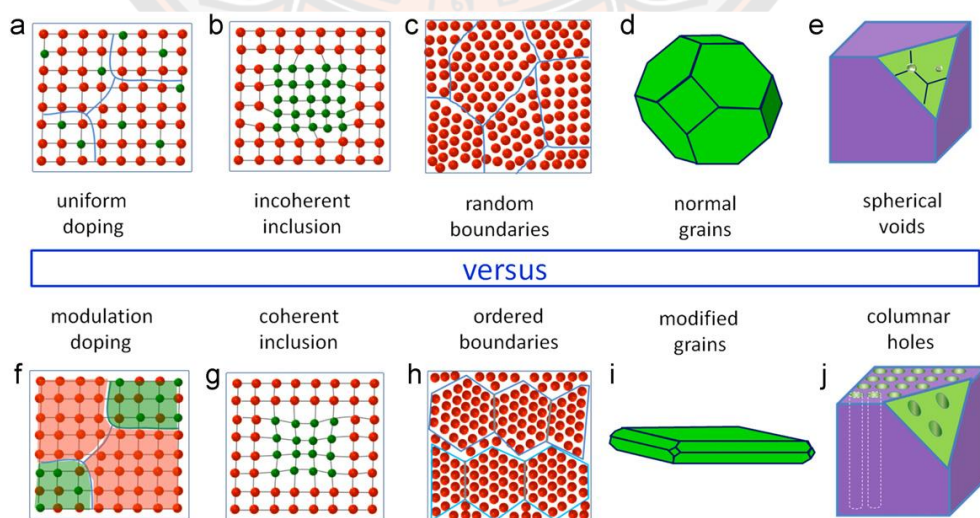 a
b
c
d
e
uniform
doping
incoherent
inclusion
random
boundaries
normal
grains
spherical
voids
versus
modulation
doping
coherent
inclusion
ordered
boundaries
modified
grains
columnar
holes
f
g
h
i
j